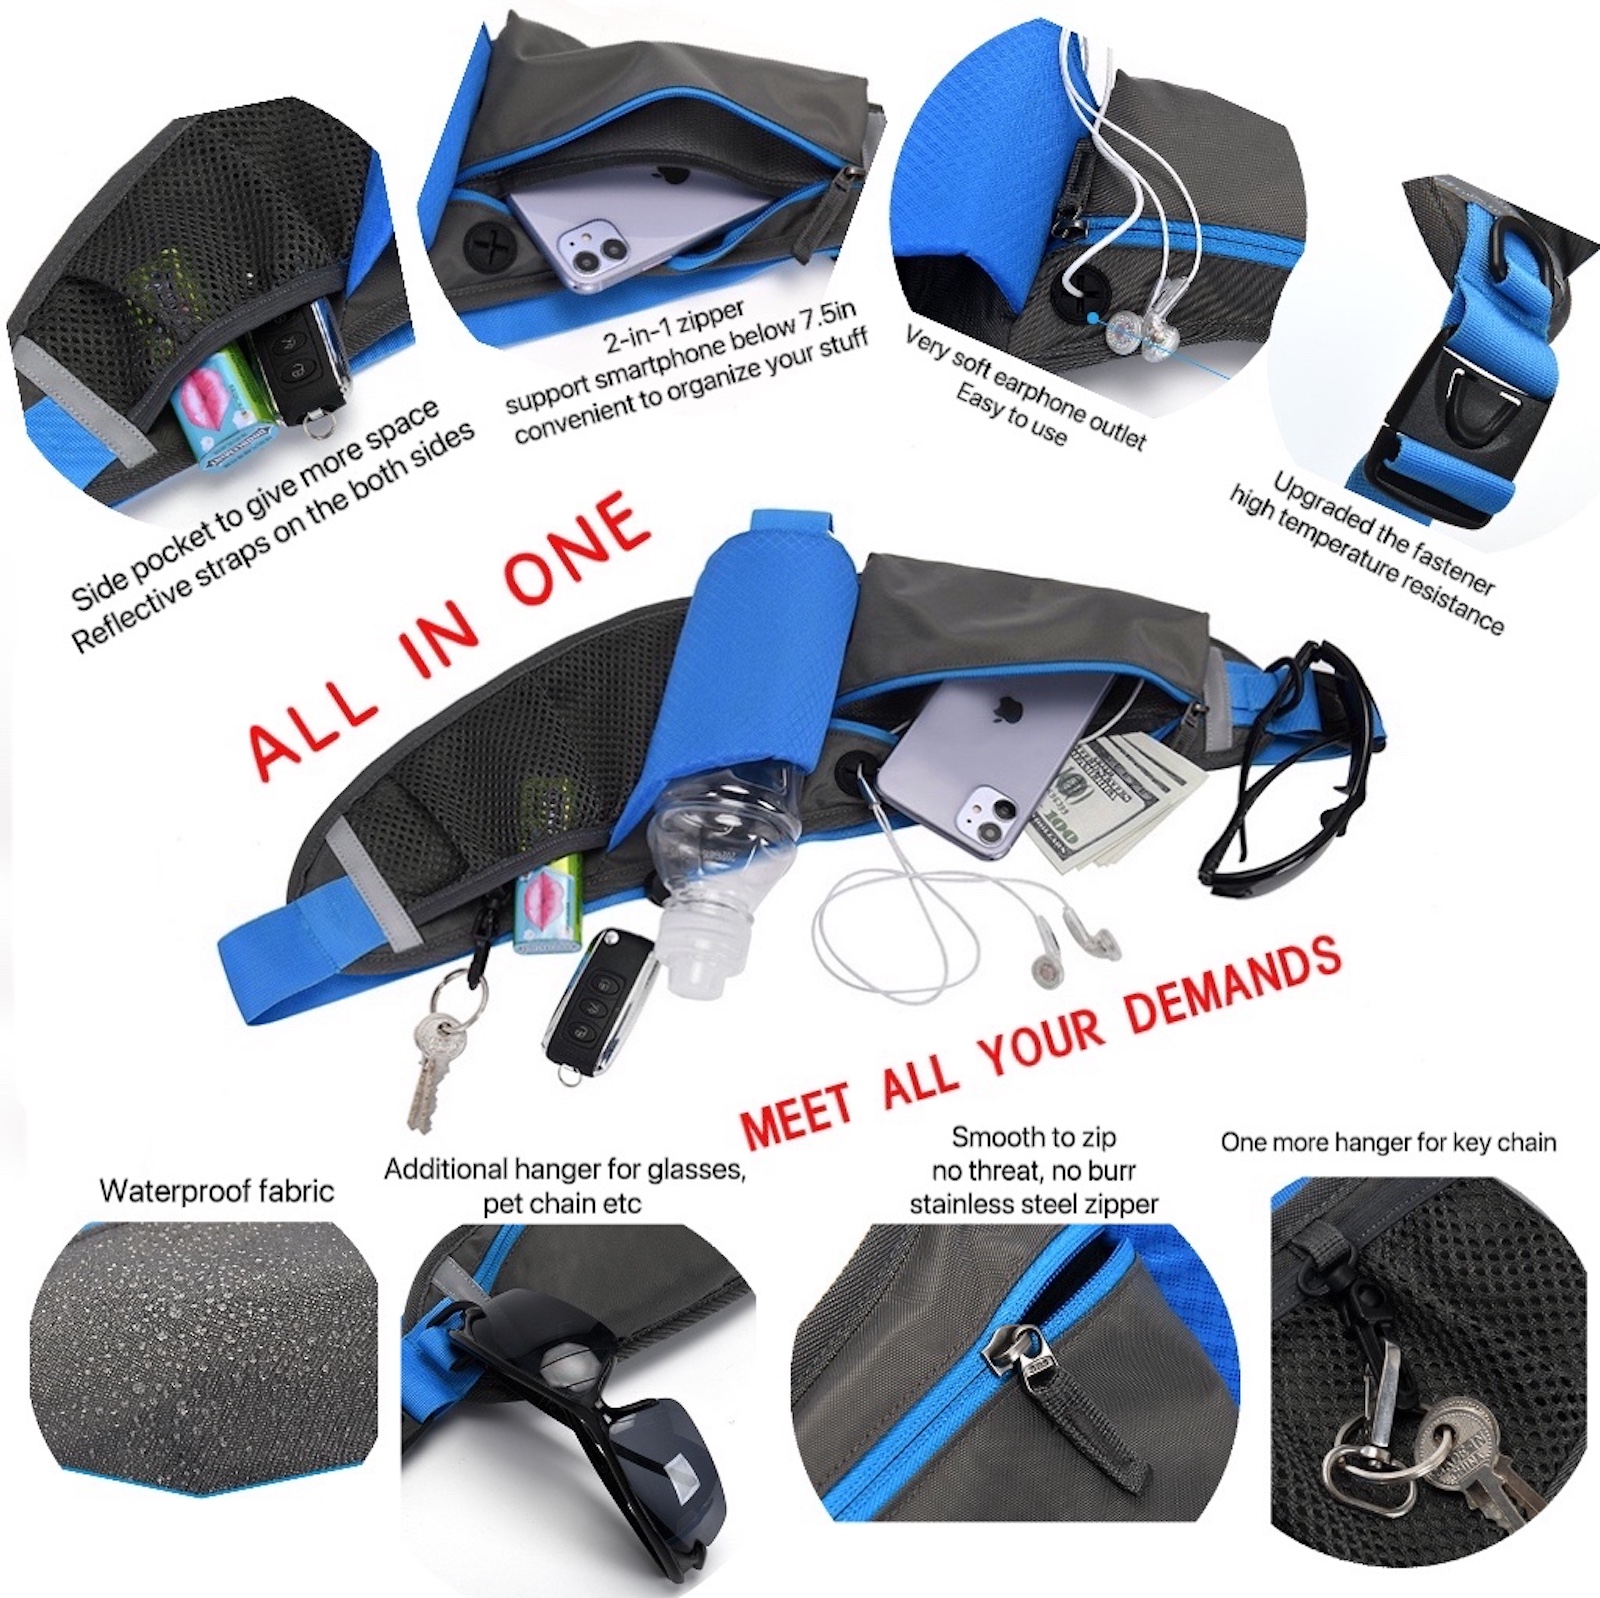 2-in-1 zipper
support smartphone below 7.5in
convenient to organize your stuff
Very soft earphone outlet
Easy to use
Side pocket to give more space
Reflective straps on the both sides
Upgraded the fastener
high temperature resistance
ALL IN ONE
100
MEET ALL YOUR DEMANDS
Waterproof fabric
Additional hanger for glasses,
pet chain etc
Smooth to zip
no threat, no burr
stainless steel zipper
One more hanger for key chain